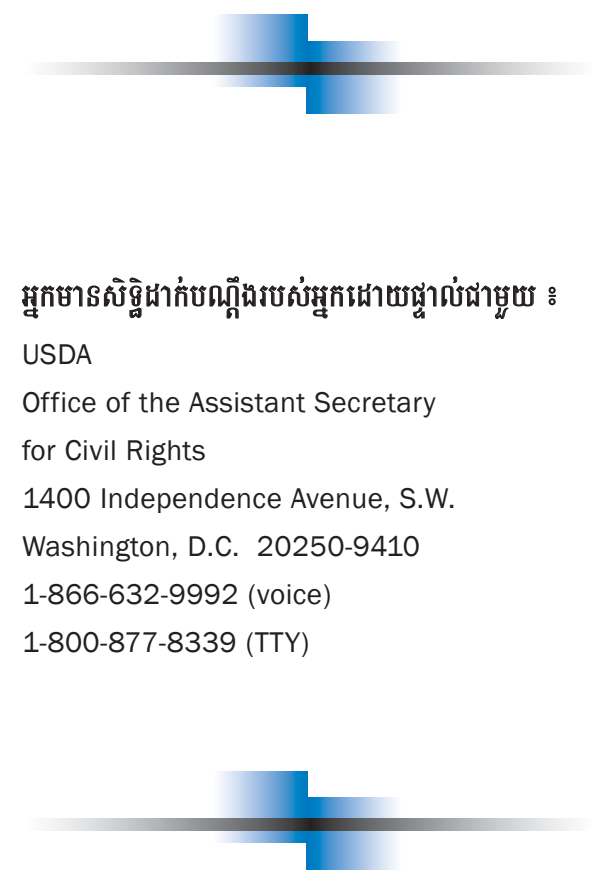 អ្នកមានសិទ្ធិដាក់បណ្ដឹងរបស់អ្នកដោយផ្ទាល់ជាមួយ ៖
USDA
Office of the Assistant Secretary
for Civil Rights
1400 Independence Avenue, S.W.
Washington, D.C.  20250-9410
1-866-632-9992 (voice)
1-800-877-8339 (TTY)